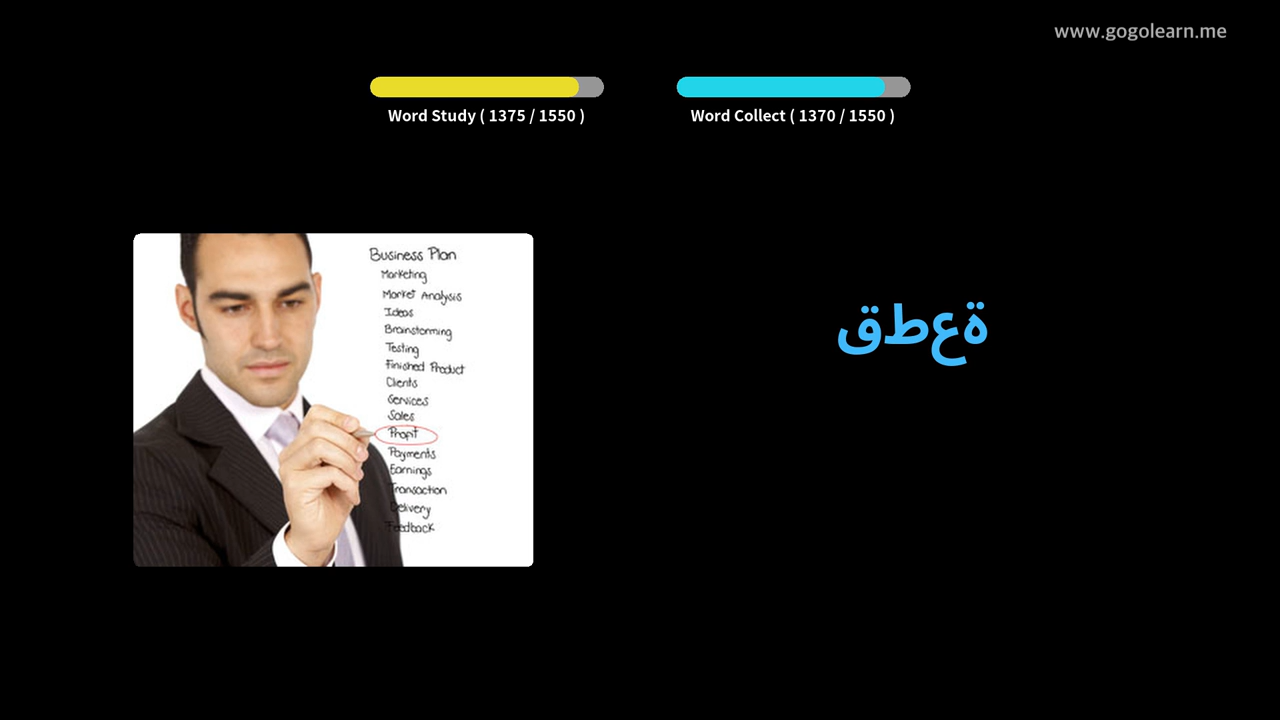 www.gogolearn.me
Word Study ( 1375 / 1550 )
Word Collect ( 1370 / 1550 )
Business Plan
Marketing
Market Analysis
Ideas
Brainstorming
Testing
Finished Product
Clients
Services
Sales
Profit
Payments
Earnings
Transaction
Delivery
Feedback
ةعطق